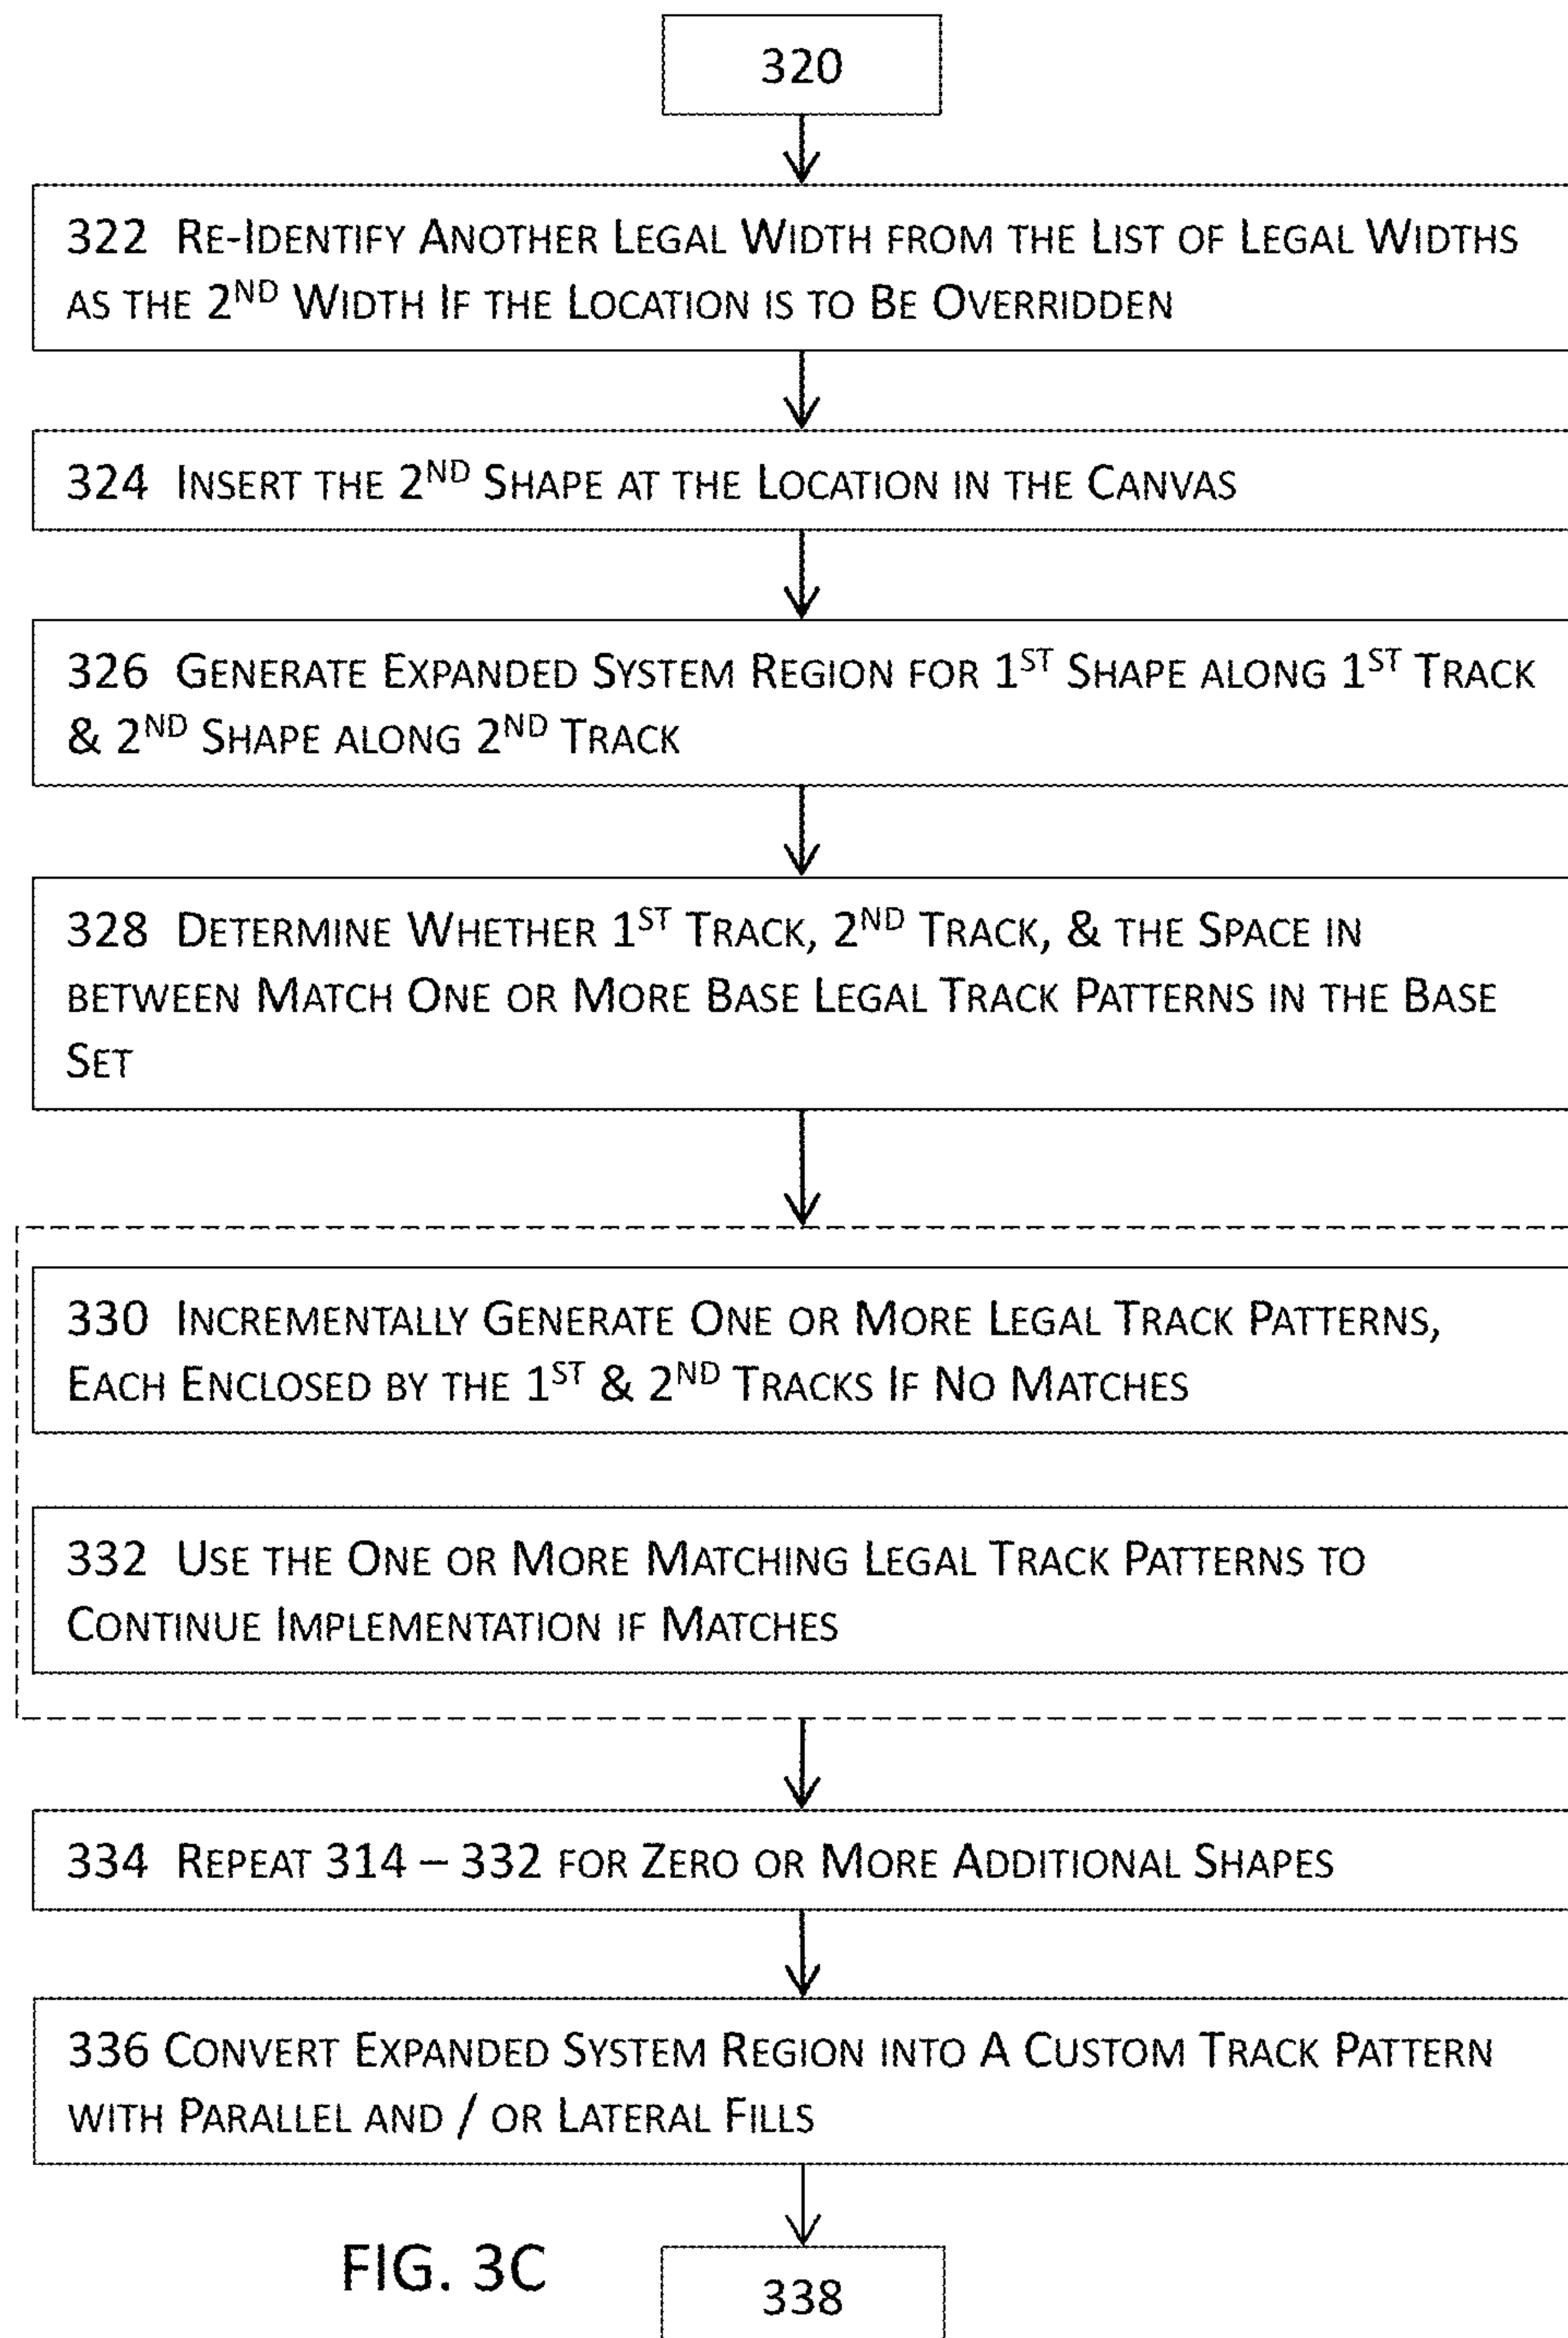 320
322 RE-IDENTIFY ANOTHER LEGAL WIDTH FROM THE LIST OF LEGAL WIDTHS
AS THE 2ND WIDTH IF THE LOCATION IS TO BE OVERRIDDEN
324 INSERT THE 2ND SHAPE AT THE LOCATION IN THE CANVAS
326 GENERATE EXPANDED SYSTEM REGION FOR 1ST SHAPE ALONG 1ST TRACK
& 2ND SHAPE ALONG 2ND TRACK
328 DETERMINE WHETHER 1ST TRACK, 2ND TRACK, & THE SPACE IN
BETWEEN MATCH ONE OR MORE BASE LEGAL TRACK PATTERNS IN THE BASE
SET
330 INCREMENTALLY GENERATE ONE OR MORE LEGAL TRACK PATTERNS,
EACH ENCLOSED BY THE 1ST & 2ND TRACKS IF NO MATCHES
332 USE THE ONE OR MORE MATCHING LEGAL TRACK PATTERNS TO
CONTINUE IMPLEMENTATION IF MATCHES
334 REPEAT 314 – 332 FOR ZERO OR MORE ADDITIONAL SHAPES
336 CONVERT EXPANDED SYSTEM REGION INTO A CUSTOM TRACK PATTERN
WITH PARALLEL AND / OR LATERAL FILLS
FIG. 3C
338